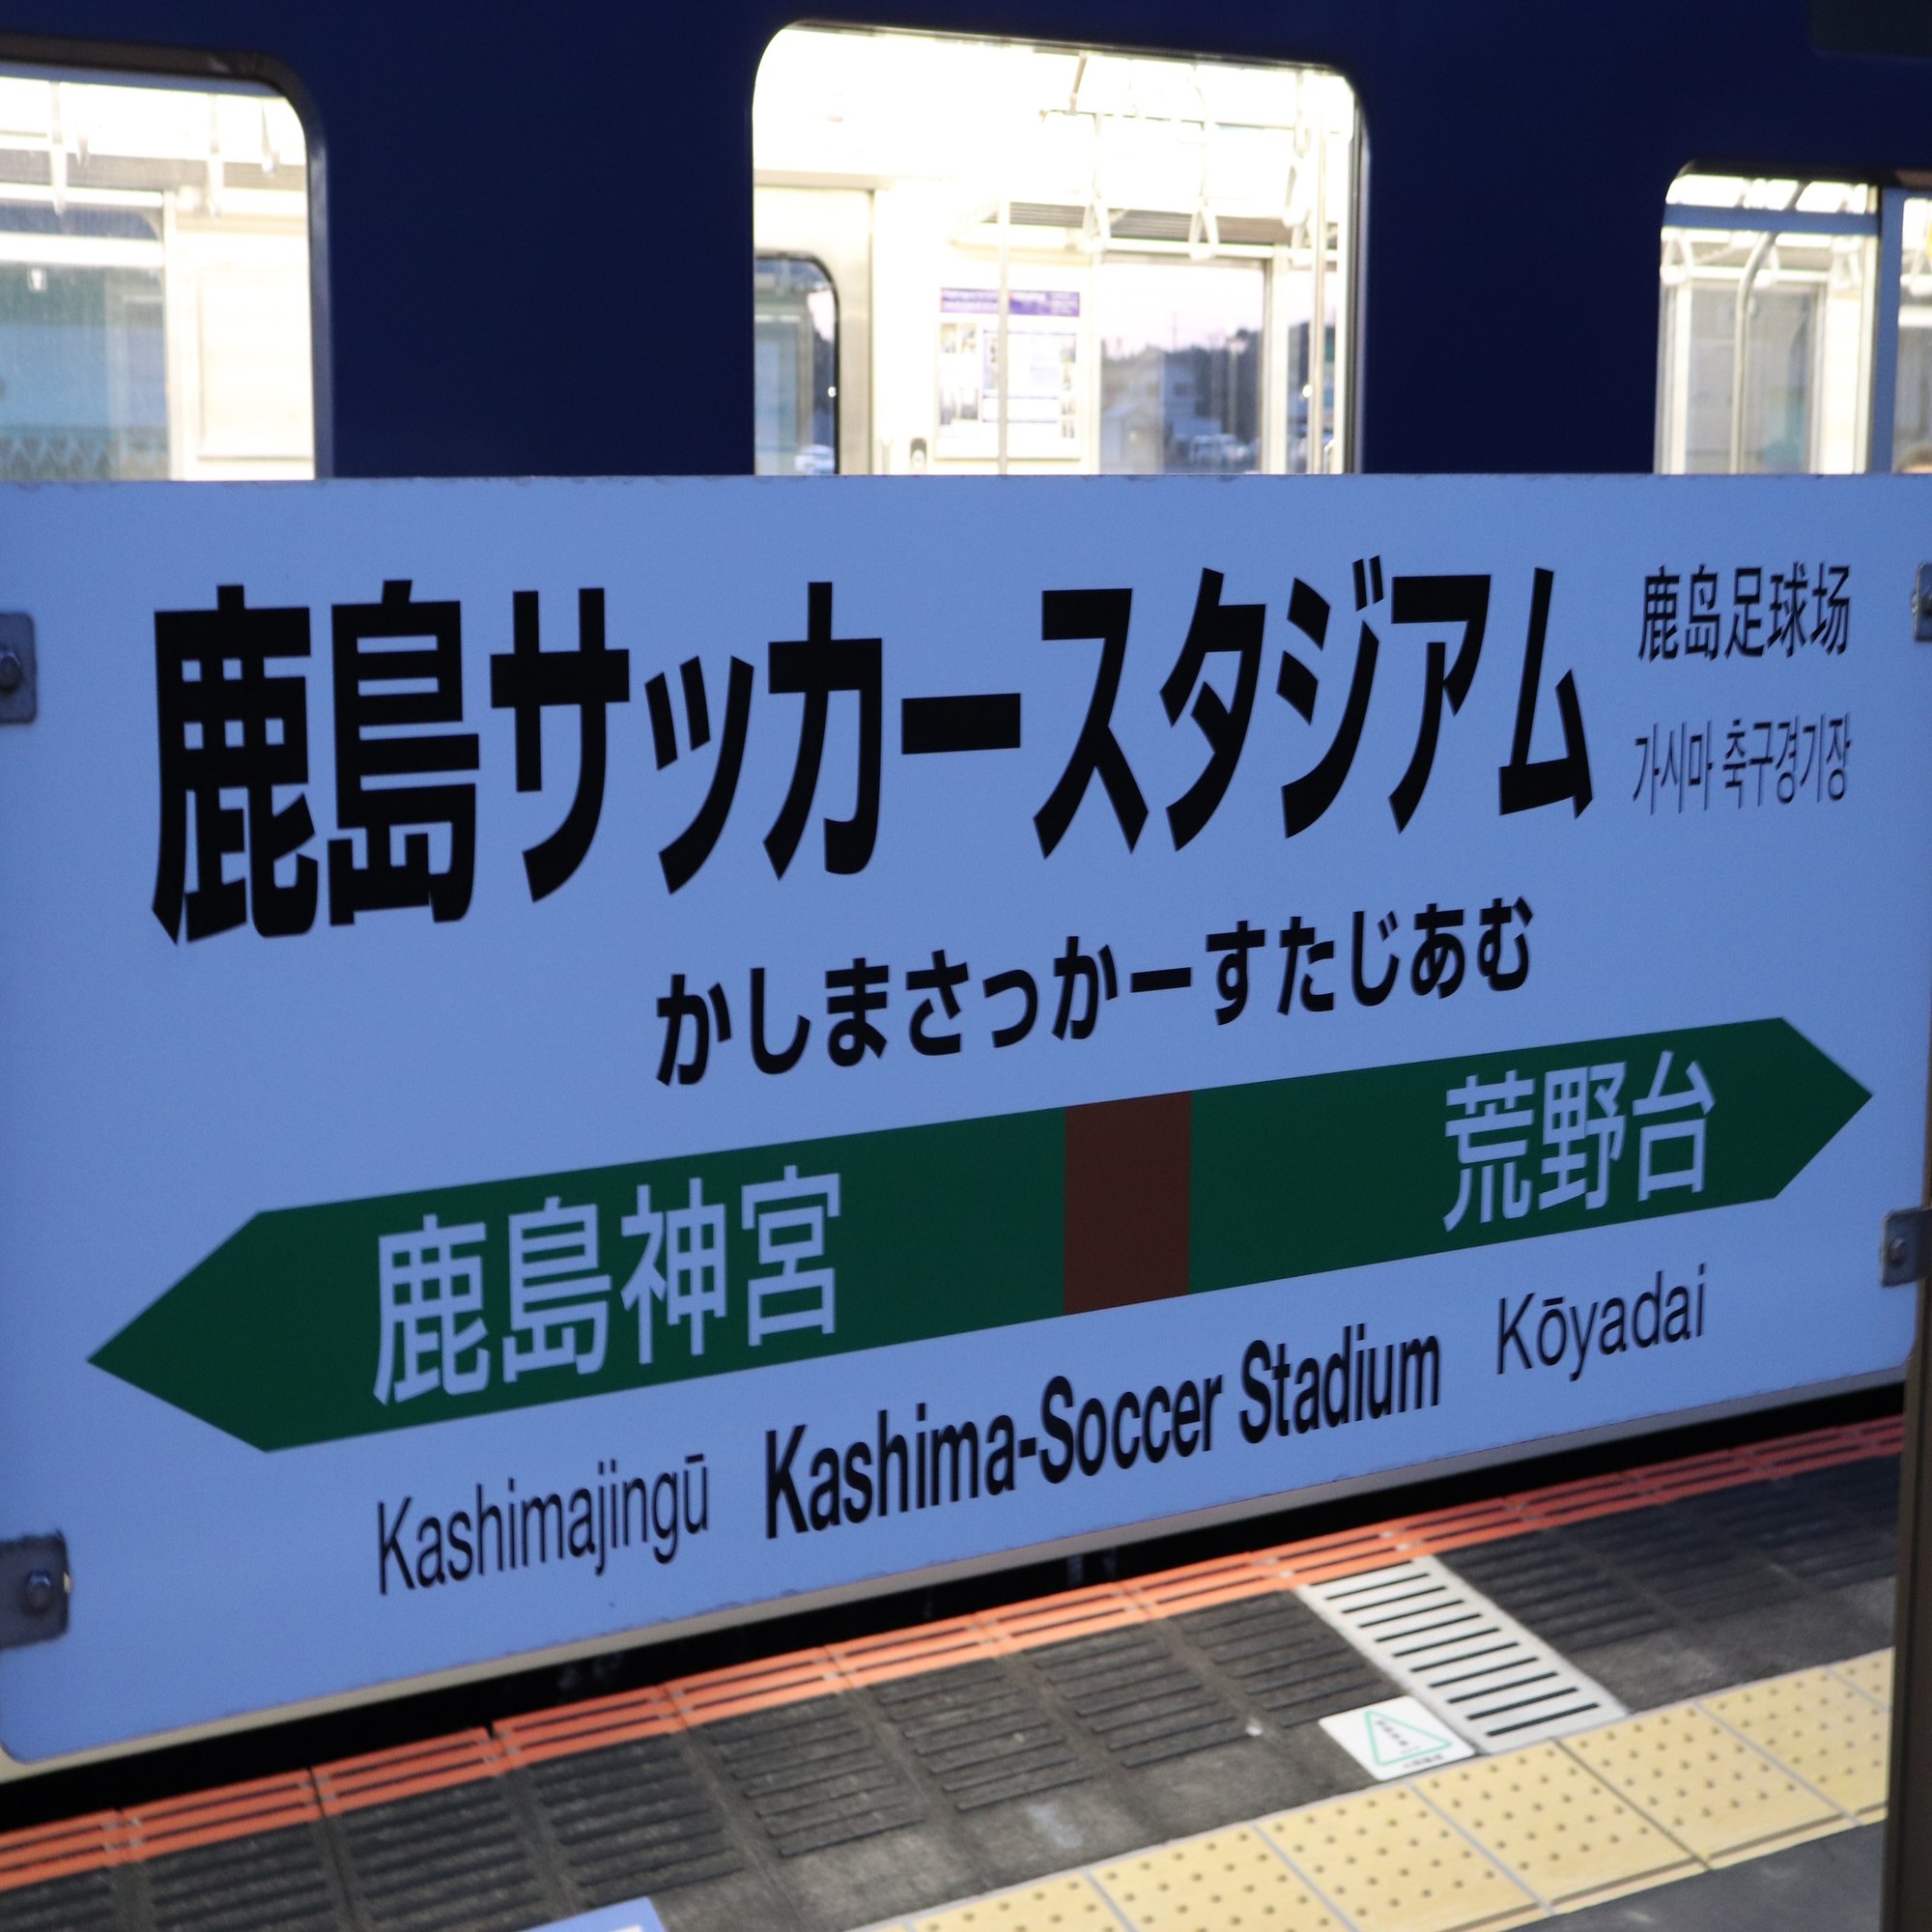 鹿島サッカースタジアム
鹿岛足球场
가시마 축구경기장
かしまさっかーすたじあむ
鹿島神宮
荒野台
Kashimajingū
Kashima-Soccer Stadium
Kōyadai